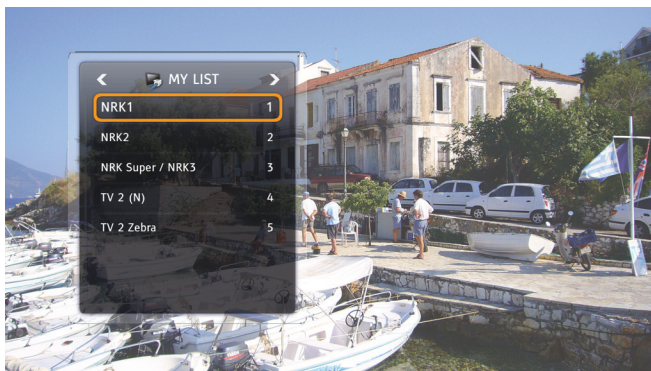 MY LIST
NRK1 1
NRK2 2
NRK Super / NRK3 3
TV 2 (N) 4
TV 2 Zebra 5